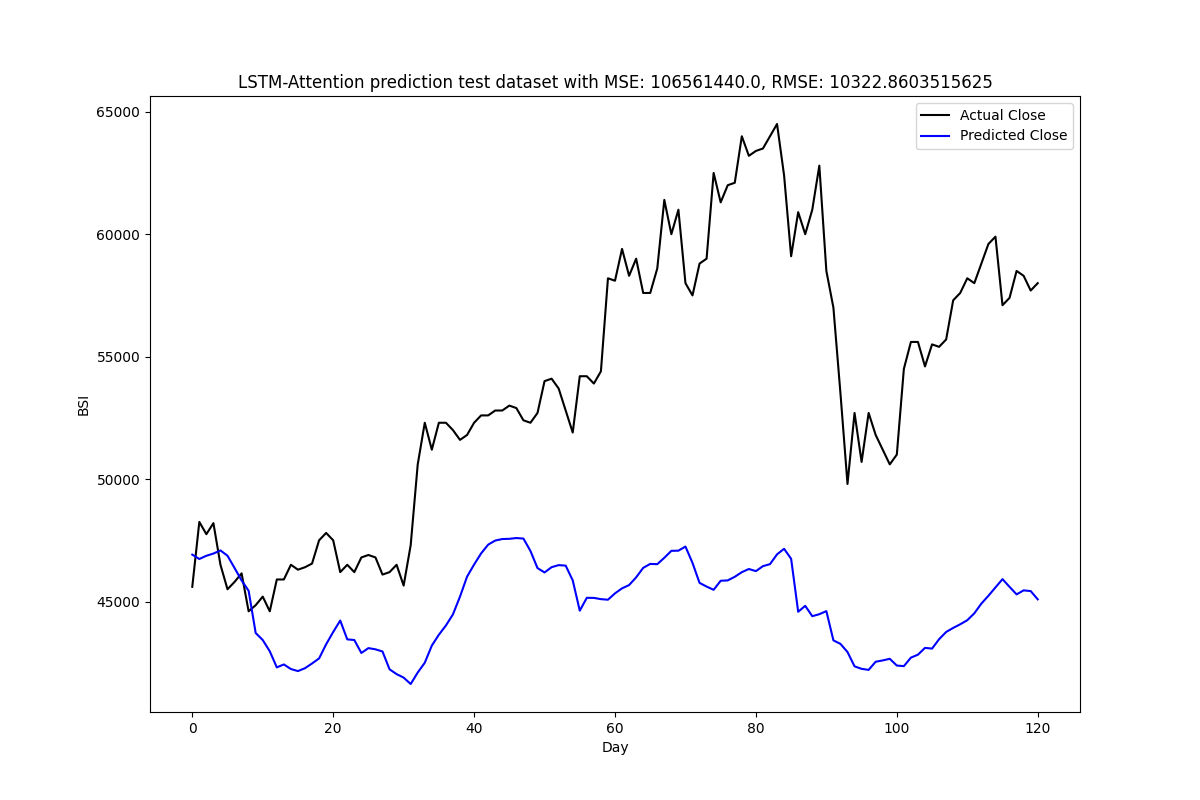 LSTM-Attention prediction test dataset with MSE: 106561440.0, RMSE: 10322.8603515625
Actual Close
Predicted Close
65000
60000
55000
50000
45000
BSI
0 20 40 60 80 100 120
Day